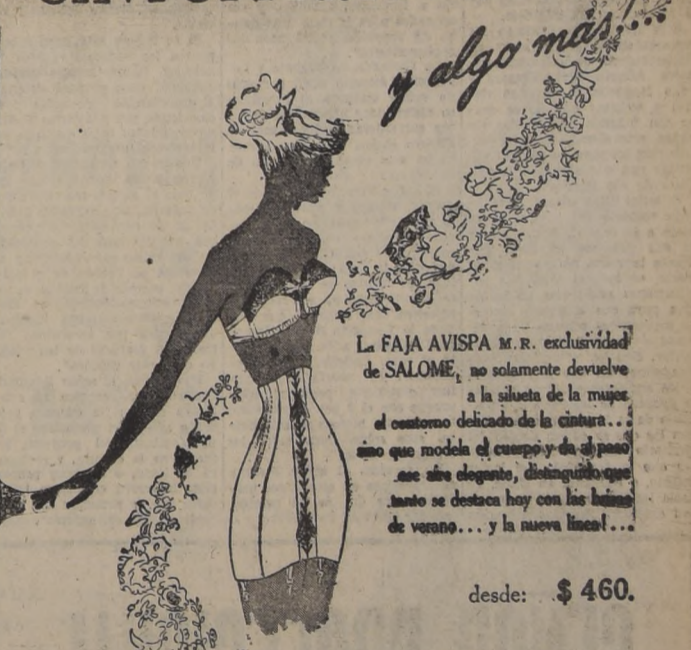 y algo más!
La FAJA AVISPA M.R. exclusividad
de SALOME, no solamente devuelve
a la silueta de la mujer
el contorno delicado de la cintura...
sino que modela el cuerpo y da al paso
ese aire elegante, distinguido que
tanto se destaca hoy con las
de verano... y la nueva línea!...
desde: $ 460.